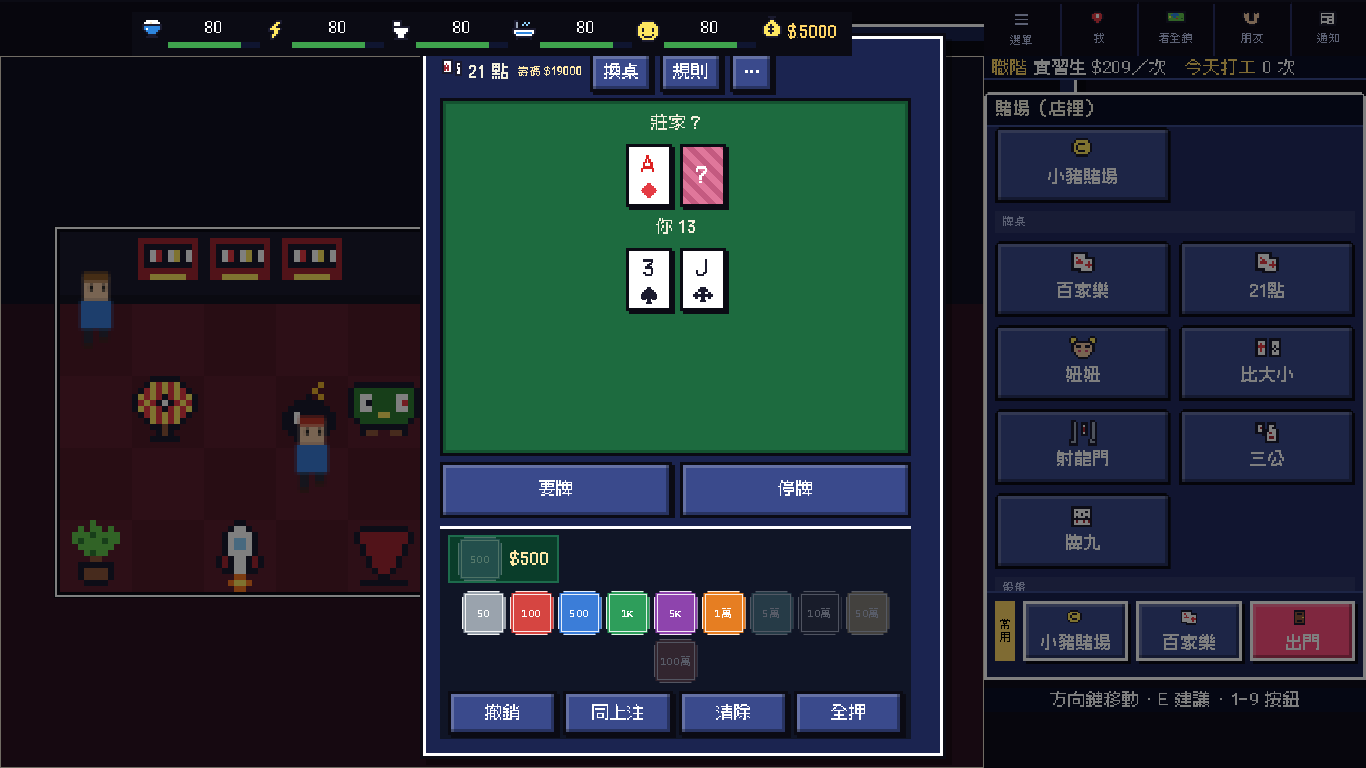 80
80
80
80
80
$5000
選單
我
看全鎮
朋友
通知
職階 實習生 $209／次 今天打工 0 次
21 點 籌碼 $19000
換桌
規則
...
莊家？
A
?
你 13
3
J
要牌
停牌
500 $500
50
100
500
1K
5K
1萬
5萬
10萬
50萬
100萬
撤銷
同上注
清除
全押
賭場（店裡）
小豬賭場
牌桌
百家樂
21點
妞妞
比大小
射龍門
三公
牌九
常用
小豬賭場
百家樂
出門
方向鍵移動 · E 建議 · 1-9 按鈕